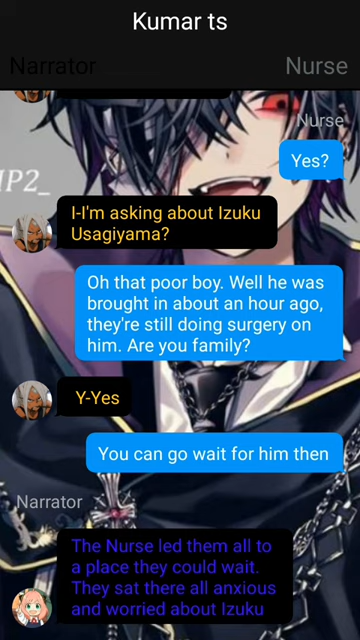 Kumar ts
Narrator
Nurse
Nurse
Yes?
IP2_
I-I'm asking about Izuku
Usagiyama?
Oh that poor boy. Well he was
brought in about an hour ago,
they're still doing surgery on
him. Are you family?
Y-Yes
You can go wait for him then
Narrator
The Nurse led them all to
a place they could wait.
They sat there all anxious
and worried about Izuku